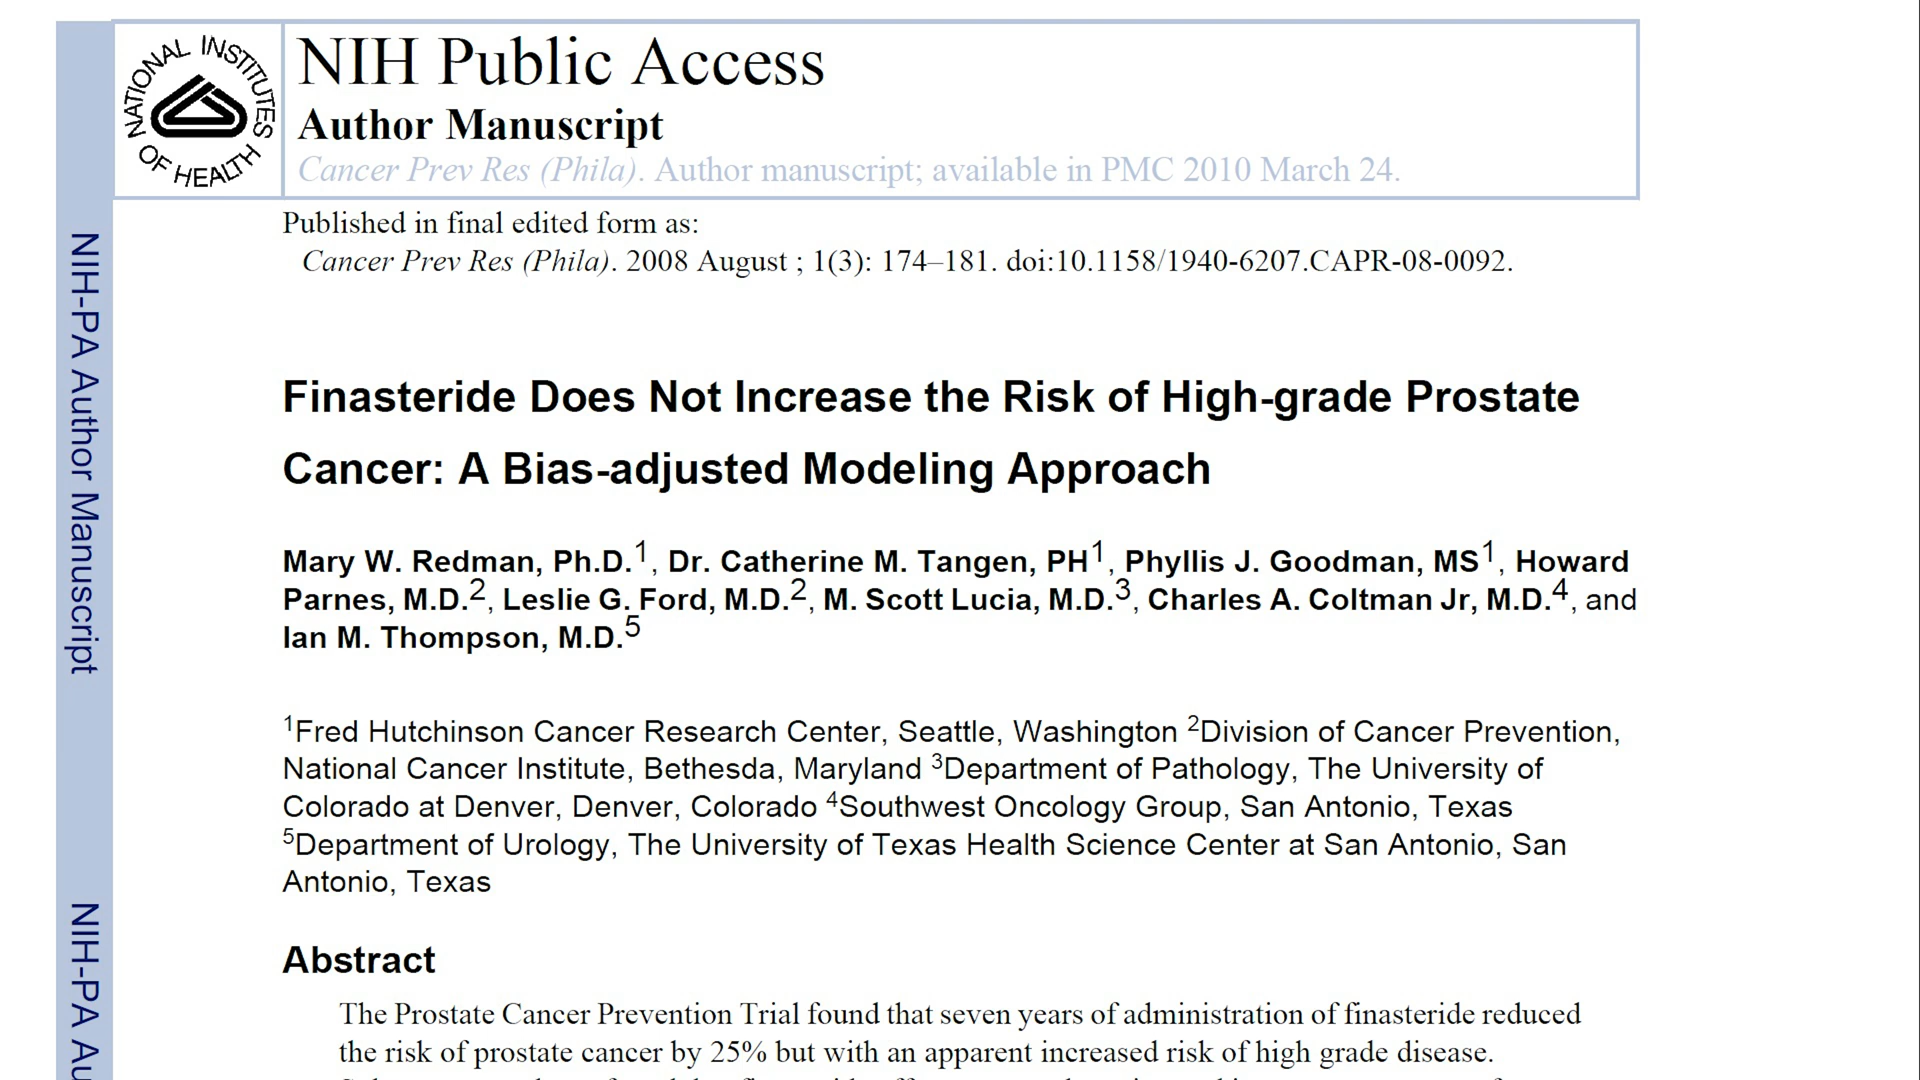 NATIONAL INSTITUTES OF HEALTH
NIH Public Access
Author Manuscript
Cancer Prev Res (Phila). Author manuscript; available in PMC 2010 March 24.
Published in final edited form as:
Cancer Prev Res (Phila). 2008 August ; 1(3): 174–181. doi:10.1158/1940-6207.CAPR-08-0092.
Finasteride Does Not Increase the Risk of High-grade Prostate
Cancer: A Bias-adjusted Modeling Approach
Mary W. Redman, Ph.D.1, Dr. Catherine M. Tangen, PH1, Phyllis J. Goodman, MS1, Howard
Parnes, M.D.2, Leslie G. Ford, M.D.2, M. Scott Lucia, M.D.3, Charles A. Coltman Jr, M.D.4, and
Ian M. Thompson, M.D.5
1Fred Hutchinson Cancer Research Center, Seattle, Washington 2Division of Cancer Prevention,
National Cancer Institute, Bethesda, Maryland 3Department of Pathology, The University of
Colorado at Denver, Denver, Colorado 4Southwest Oncology Group, San Antonio, Texas
5Department of Urology, The University of Texas Health Science Center at San Antonio, San
Antonio, Texas
Abstract
The Prostate Cancer Prevention Trial found that seven years of administration of finasteride reduced
the risk of prostate cancer by 25% but with an apparent increased risk of high grade disease.
NIH-PA Author Manuscript
NIH-PA Au